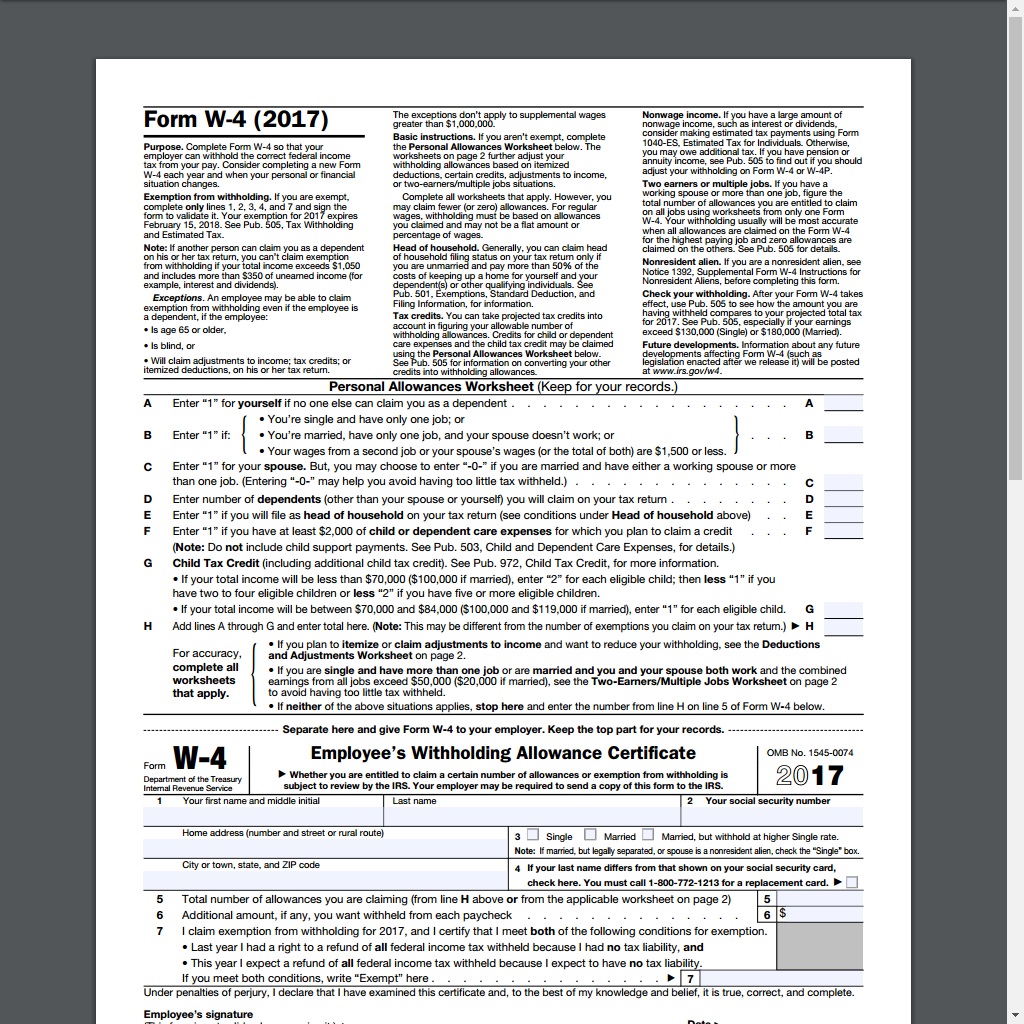 Form W-4 (2017)
Purpose. Complete Form W-4 so that your
employer can withhold the correct federal income
tax from your pay. Consider completing a new Form
W-4 each year and when your personal or financial
situation changes.
Exemption from withholding. If you are exempt,
complete only lines 1, 2, 3, 4, and 7 and sign the
form to validate it. Your exemption for 2017 expires
February 15, 2018. See Pub. 505, Tax Withholding
and Estimated Tax.
Note: If another person can claim you as a dependent
on his or her tax return, you can't claim exemption
from withholding if your total income exceeds $1,050
and includes more than $350 of unearned income (for
example, interest and dividends).
Exceptions. An employee may be able to claim
exemption from withholding even if the employee is
a dependent, if the employee:
• Is age 65 or older,
• Is blind, or
• Will claim adjustments to income; tax credits; or
itemized deductions, on his or her tax return.
The exceptions don't apply to supplemental wages
greater than $1,000,000.
Basic instructions. If you aren't exempt, complete
the Personal Allowances Worksheet below. The
worksheets on page 2 further adjust your
withholding allowances based on itemized
deductions, certain credits, adjustments to income,
or two-earners/multiple jobs situations.
Complete all worksheets that apply. However, you
may claim fewer (or zero) allowances. For regular
wages, withholding must be based on allowances
you claimed and may not be a flat amount or
percentage of wages.
Head of household. Generally, you can claim head
of household filing status on your tax return only if
you are unmarried and pay more than 50% of the
costs of keeping up a home for yourself and your
dependent(s) or other qualifying individuals. See
Pub. 501, Exemptions, Standard Deduction, and
Filing Information, for information.
Tax credits. You can take projected tax credits into
account in figuring your allowable number of
withholding allowances. Credits for child or dependent
care expenses and the child tax credit may be claimed
using the Personal Allowances Worksheet below.
See Pub. 505 for information on converting your other
credits into withholding allowances.
Nonwage income. If you have a large amount of
nonwage income, such as interest or dividends,
consider making estimated tax payments using Form
1040-ES, Estimated Tax for Individuals. Otherwise,
you may owe additional tax. If you have pension or
annuity income, see Pub. 505 to find out if you should
adjust your withholding on Form W-4 or W-4P.
Two earners or multiple jobs. If you have a
working spouse or more than one job, figure the
total number of allowances you are entitled to claim
on all jobs using worksheets from only one Form
W-4. Your withholding usually will be most accurate
when all allowances are claimed on the Form W-4
for the highest paying job and zero allowances are
claimed on the others. See Pub. 505 for details.
Nonresident alien. If you are a nonresident alien, see
Notice 1392, Supplemental Form W-4 Instructions for
Nonresident Aliens, before completing this form.
Check your withholding. After your Form W-4 takes
effect, use Pub. 505 to see how the amount you are
having withheld compares to your projected total tax
for 2017. See Pub. 505, especially if your earnings
exceed $130,000 (Single) or $180,000 (Married).
Future developments. Information about any future
developments affecting Form W-4 (such as
legislation enacted after we release it) will be posted
at www.irs.gov/w4.
Personal Allowances Worksheet (Keep for your records.)
A Enter "1" for yourself if no one else can claim you as a dependent . . . . . . . . . . . . . . . . . A
B Enter "1" if: • You're single and have only one job; or
• You're married, have only one job, and your spouse doesn't work; or . . . B
• Your wages from a second job or your spouse's wages (or the total of both) are $1,500 or less.
C Enter "1" for your spouse. But, you may choose to enter "-0-" if you are married and have either a working spouse or more
than one job. (Entering "-0-" may help you avoid having too little tax withheld.) . . . . . . . . . . . . . C
D Enter number of dependents (other than your spouse or yourself) you will claim on your tax return . . . . . . . D
E Enter "1" if you will file as head of household on your tax return (see conditions under Head of household above) . . E
F Enter "1" if you have at least $2,000 of child or dependent care expenses for which you plan to claim a credit . . . F
(Note: Do not include child support payments. See Pub. 503, Child and Dependent Care Expenses, for details.)
G Child Tax Credit (including additional child tax credit). See Pub. 972, Child Tax Credit, for more information.
• If your total income will be less than $70,000 ($100,000 if married), enter "2" for each eligible child; then less "1" if you
have two to four eligible children or less "2" if you have five or more eligible children.
• If your total income will be between $70,000 and $84,000 ($100,000 and $119,000 if married), enter "1" for each eligible child. G
H Add lines A through G and enter total here. (Note: This may be different from the number of exemptions you claim on your tax return.) ▶ H
For accuracy,
complete all
worksheets
that apply.
• If you plan to itemize or claim adjustments to income and want to reduce your withholding, see the Deductions
and Adjustments Worksheet on page 2.
• If you are single and have more than one job or are married and you and your spouse both work and the combined
earnings from all jobs exceed $50,000 ($20,000 if married), see the Two-Earners/Multiple Jobs Worksheet on page 2
to avoid having too little tax withheld.
• If neither of the above situations applies, stop here and enter the number from line H on line 5 of Form W-4 below.
Separate here and give Form W-4 to your employer. Keep the top part for your records.
Form W-4
Department of the Treasury
Internal Revenue Service
Employee's Withholding Allowance Certificate
▶ Whether you are entitled to claim a certain number of allowances or exemption from withholding is
subject to review by the IRS. Your employer may be required to send a copy of this form to the IRS.
OMB No. 1545-0074
2017
1 Your first name and middle initial
Last name
2 Your social security number
Home address (number and street or rural route)
3 Single Married Married, but withhold at higher Single rate.
Note: If married, but legally separated, or spouse is a nonresident alien, check the "Single" box.
City or town, state, and ZIP code
4 If your last name differs from that shown on your social security card,
check here. You must call 1-800-772-1213 for a replacement card. ▶
5 Total number of allowances you are claiming (from line H above or from the applicable worksheet on page 2) 5
6 Additional amount, if any, you want withheld from each paycheck . . . . . . . . . . . . . . 6 $
7 I claim exemption from withholding for 2017, and I certify that I meet both of the following conditions for exemption.
• Last year I had a right to a refund of all federal income tax withheld because I had no tax liability, and
• This year I expect a refund of all federal income tax withheld because I expect to have no tax liability.
If you meet both conditions, write "Exempt" here . . . . . . . . . . . . . . . ▶ 7
Under penalties of perjury, I declare that I have examined this certificate and, to the best of my knowledge and belief, it is true, correct, and complete.
Employee's signature